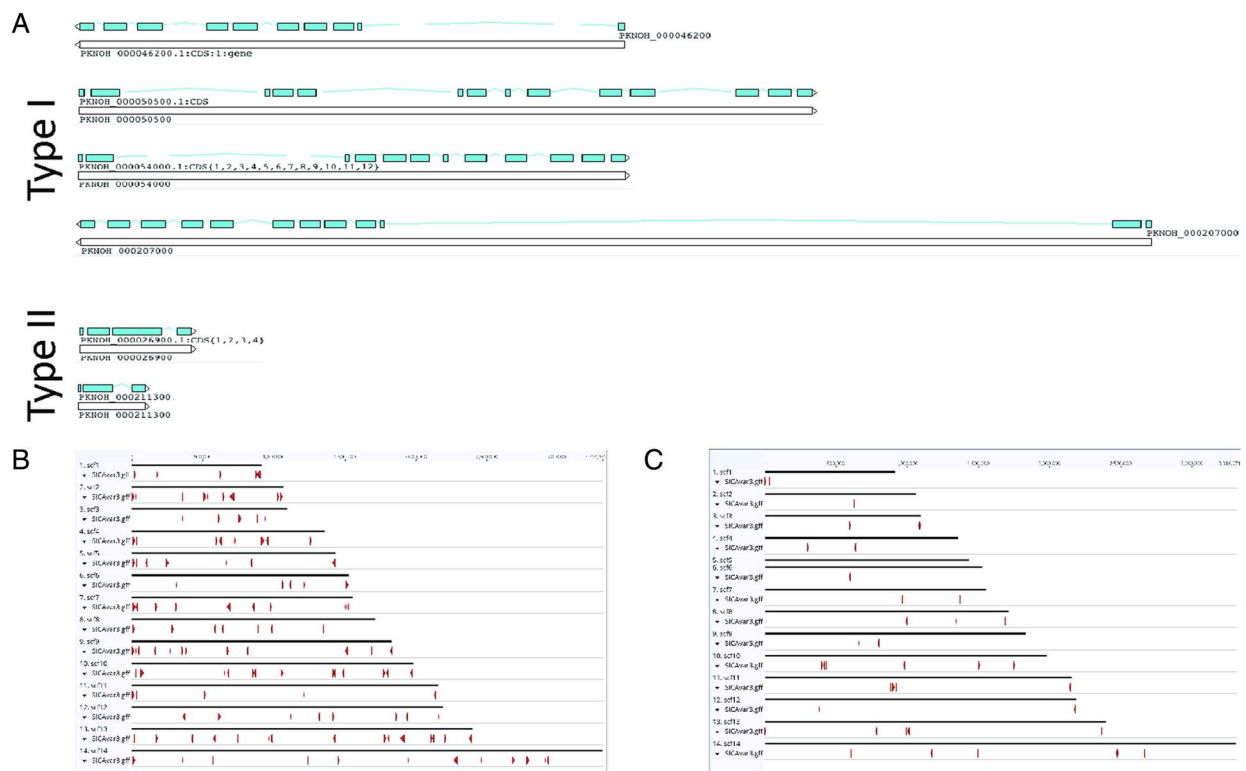 A
Type I
PKNOH_000046200
PKNOH_000046200.1:CDS:1:gene
PKNOH_000050500.1:CDS
PKNOH_000050500
PKNOH_000054000.1:CDS{1,2,3,4,5,6,7,8,9,10,11,12}
PKNOH_000054000
PKNOH_000207000
PKNOH_000207000
Type II
PKNOH_000026900.1:CDS{1,2,3,4}
PKNOH_000026900
PKNOH_000211300.
PKNOH_000211300
B
1. scf1
SICAvar3.gff
2. scf2
SICAvar3.gff
3. scf3
SICAvar3.gff
4. scf4
SICAvar3.gff
5. scf5
SICAvar3.gff
6. scf6
SICAvar3.gff
7. scf7
SICAvar3.gff
8. scf8
SICAvar3.gff
9. scf9
SICAvar3.gff
10. scf10
SICAvar3.gff
11. scf11
SICAvar3.gff
12. scf12
SICAvar3.gff
13. scf13
SICAvar3.gff
14. scf14
SICAvar3.gff
C
1. scf1
SICAvar3.gff
2. scf2
SICAvar3.gff
3. scf3
SICAvar3.gff
4. scf4
SICAvar3.gff
5. scf5
6. scf6
SICAvar3.gff
7. scf7
SICAvar3.gff
8. scf8
SICAvar3.gff
9. scf9
SICAvar3.gff
10. scf10
SICAvar3.gff
11. scf11
SICAvar3.gff
12. scf12
SICAvar3.gff
13. scf13
SICAvar3.gff
14. scf14
SICAvar3.gff